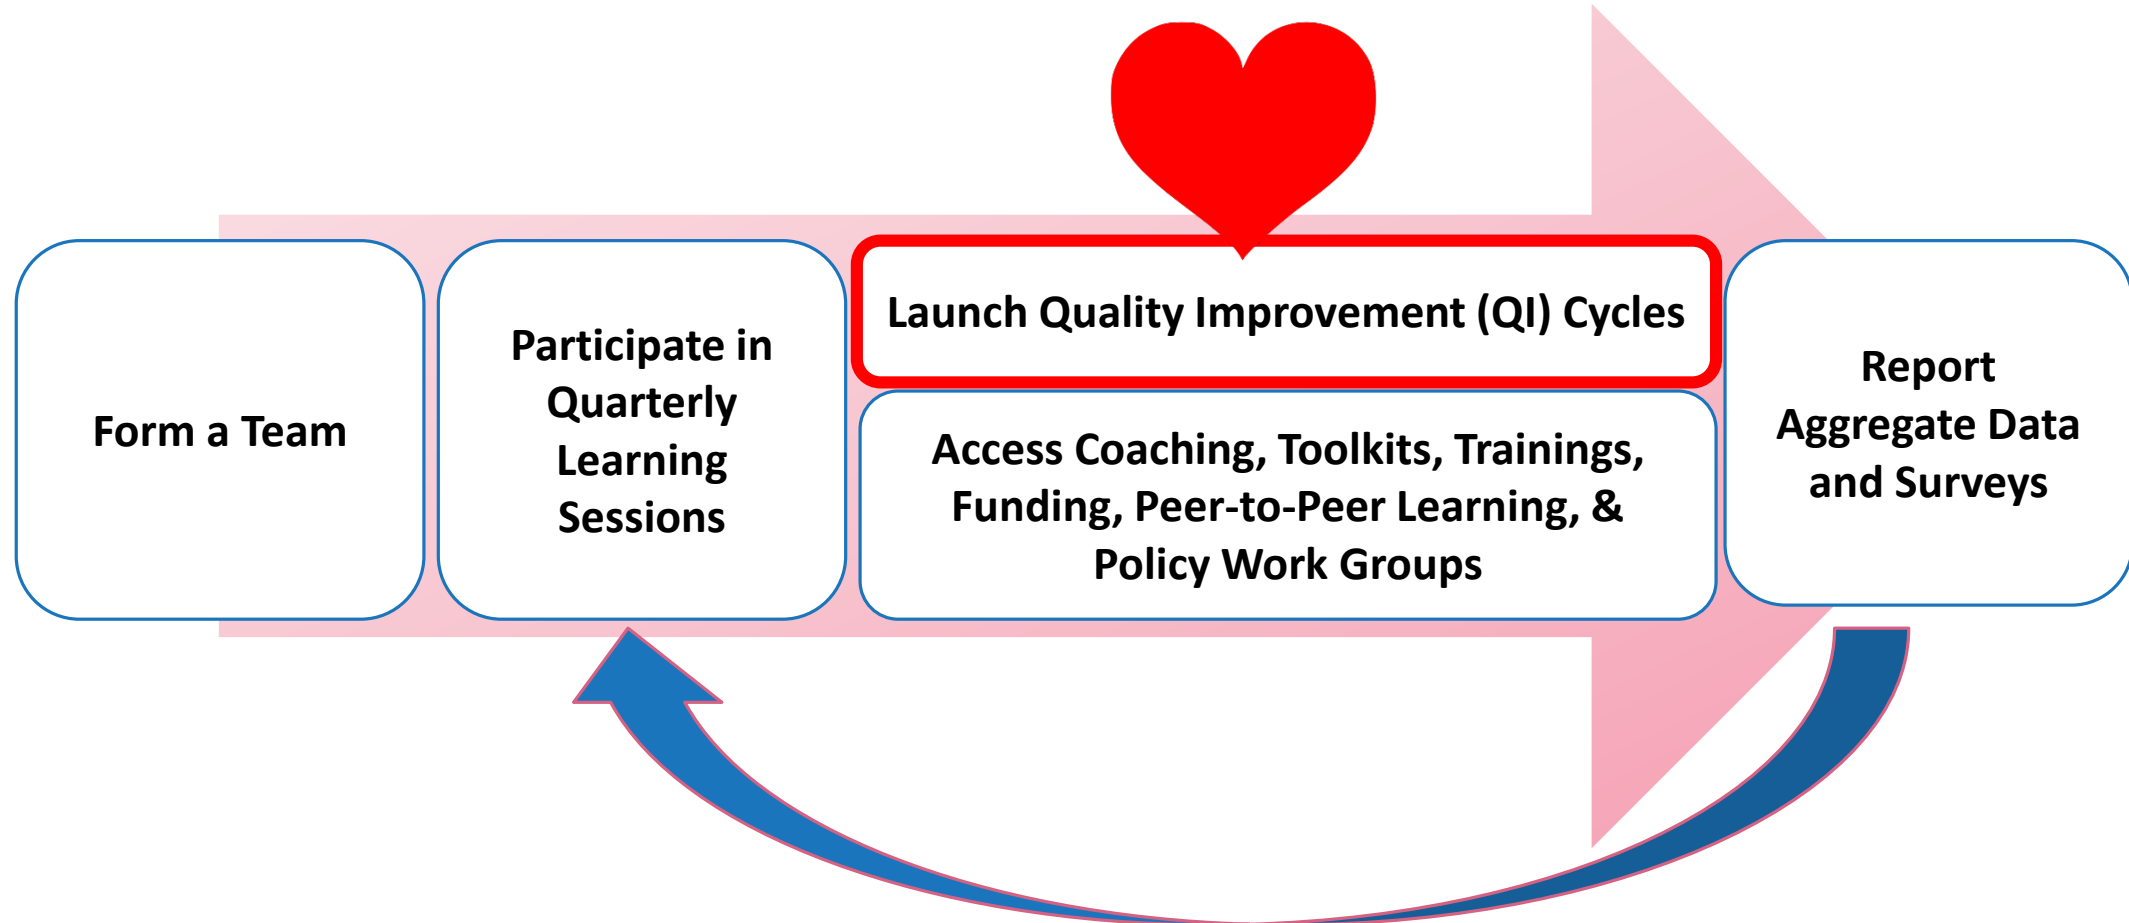 Form a Team
Participate in
Quarterly
Learning
Sessions
Launch Quality Improvement (QI) Cycles
Access Coaching, Toolkits, Trainings,
Funding, Peer-to-Peer Learning, &
Policy Work Groups
Report
Aggregate Data
and Surveys